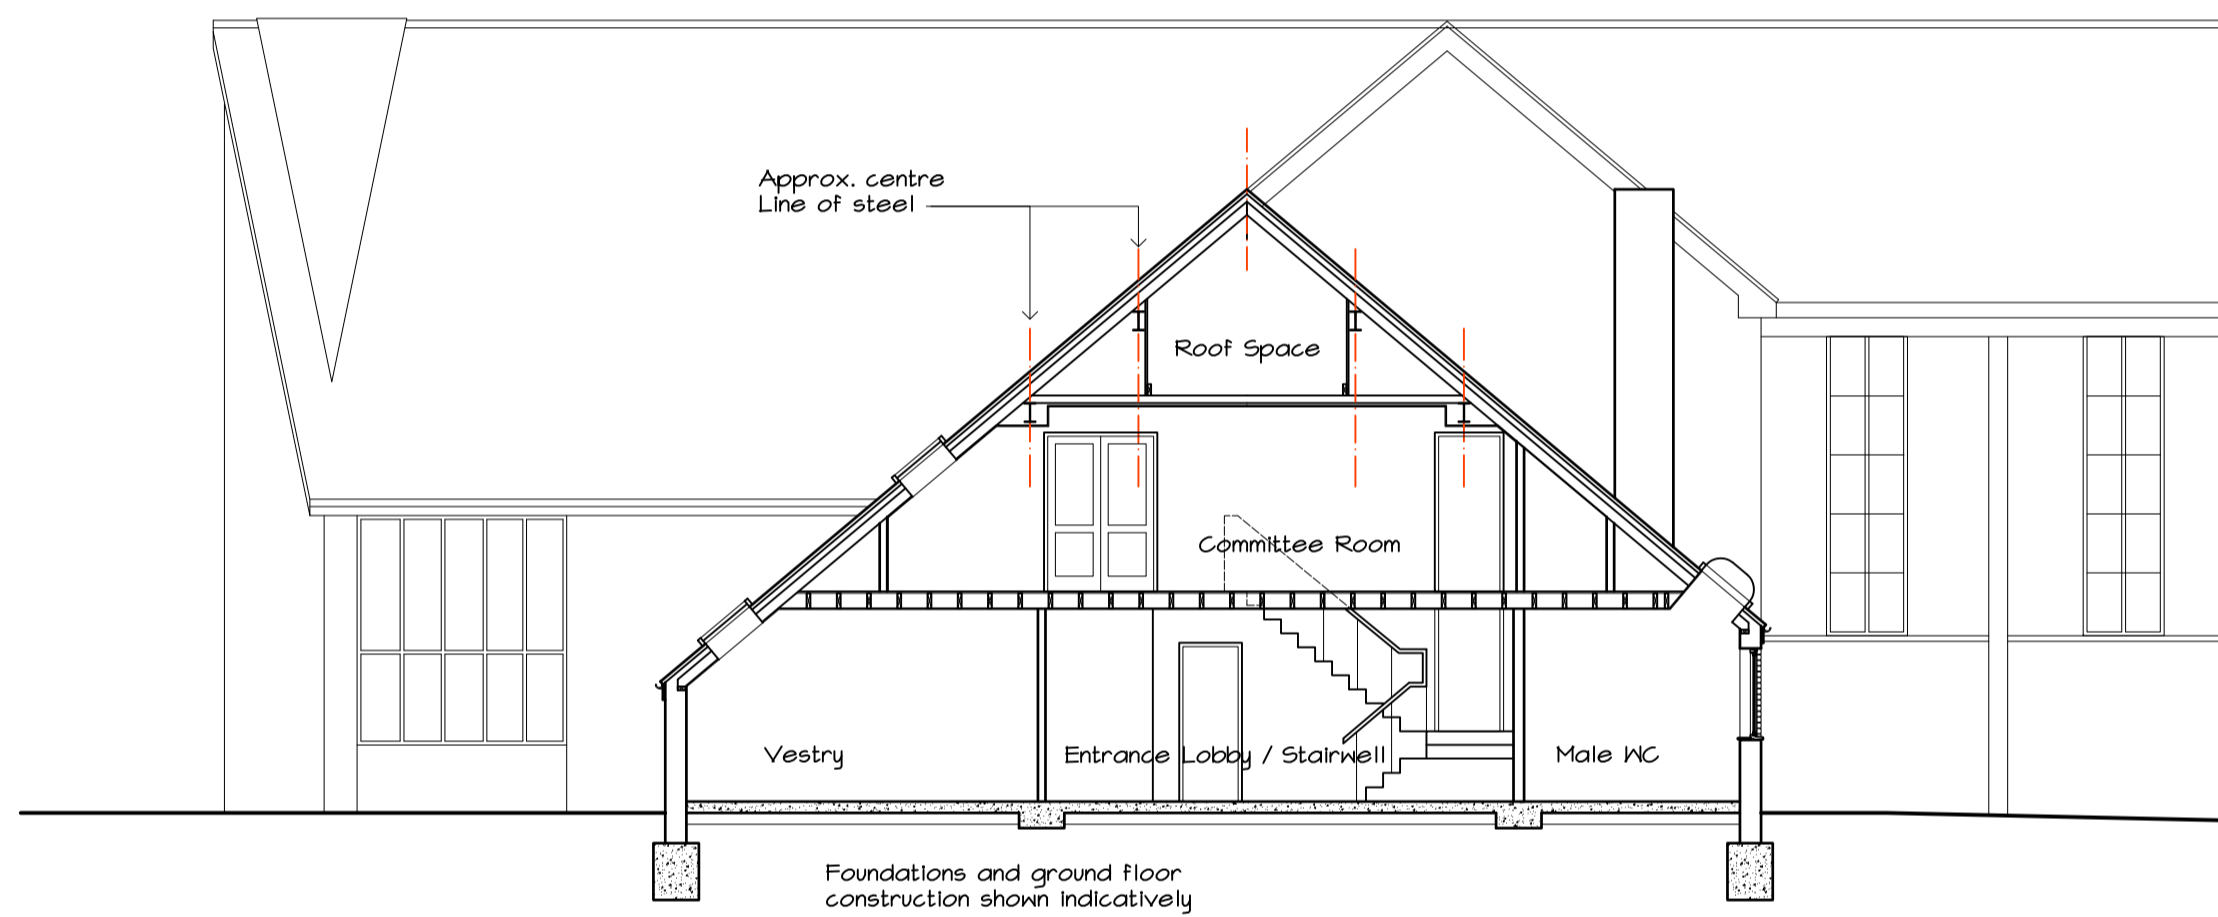 Approx. centre
Line of steel
Roof Space
Committee Room
Vestry
Entrance Lobby / Stairwell
Male WC
Foundations and ground floor
construction shown indicatively